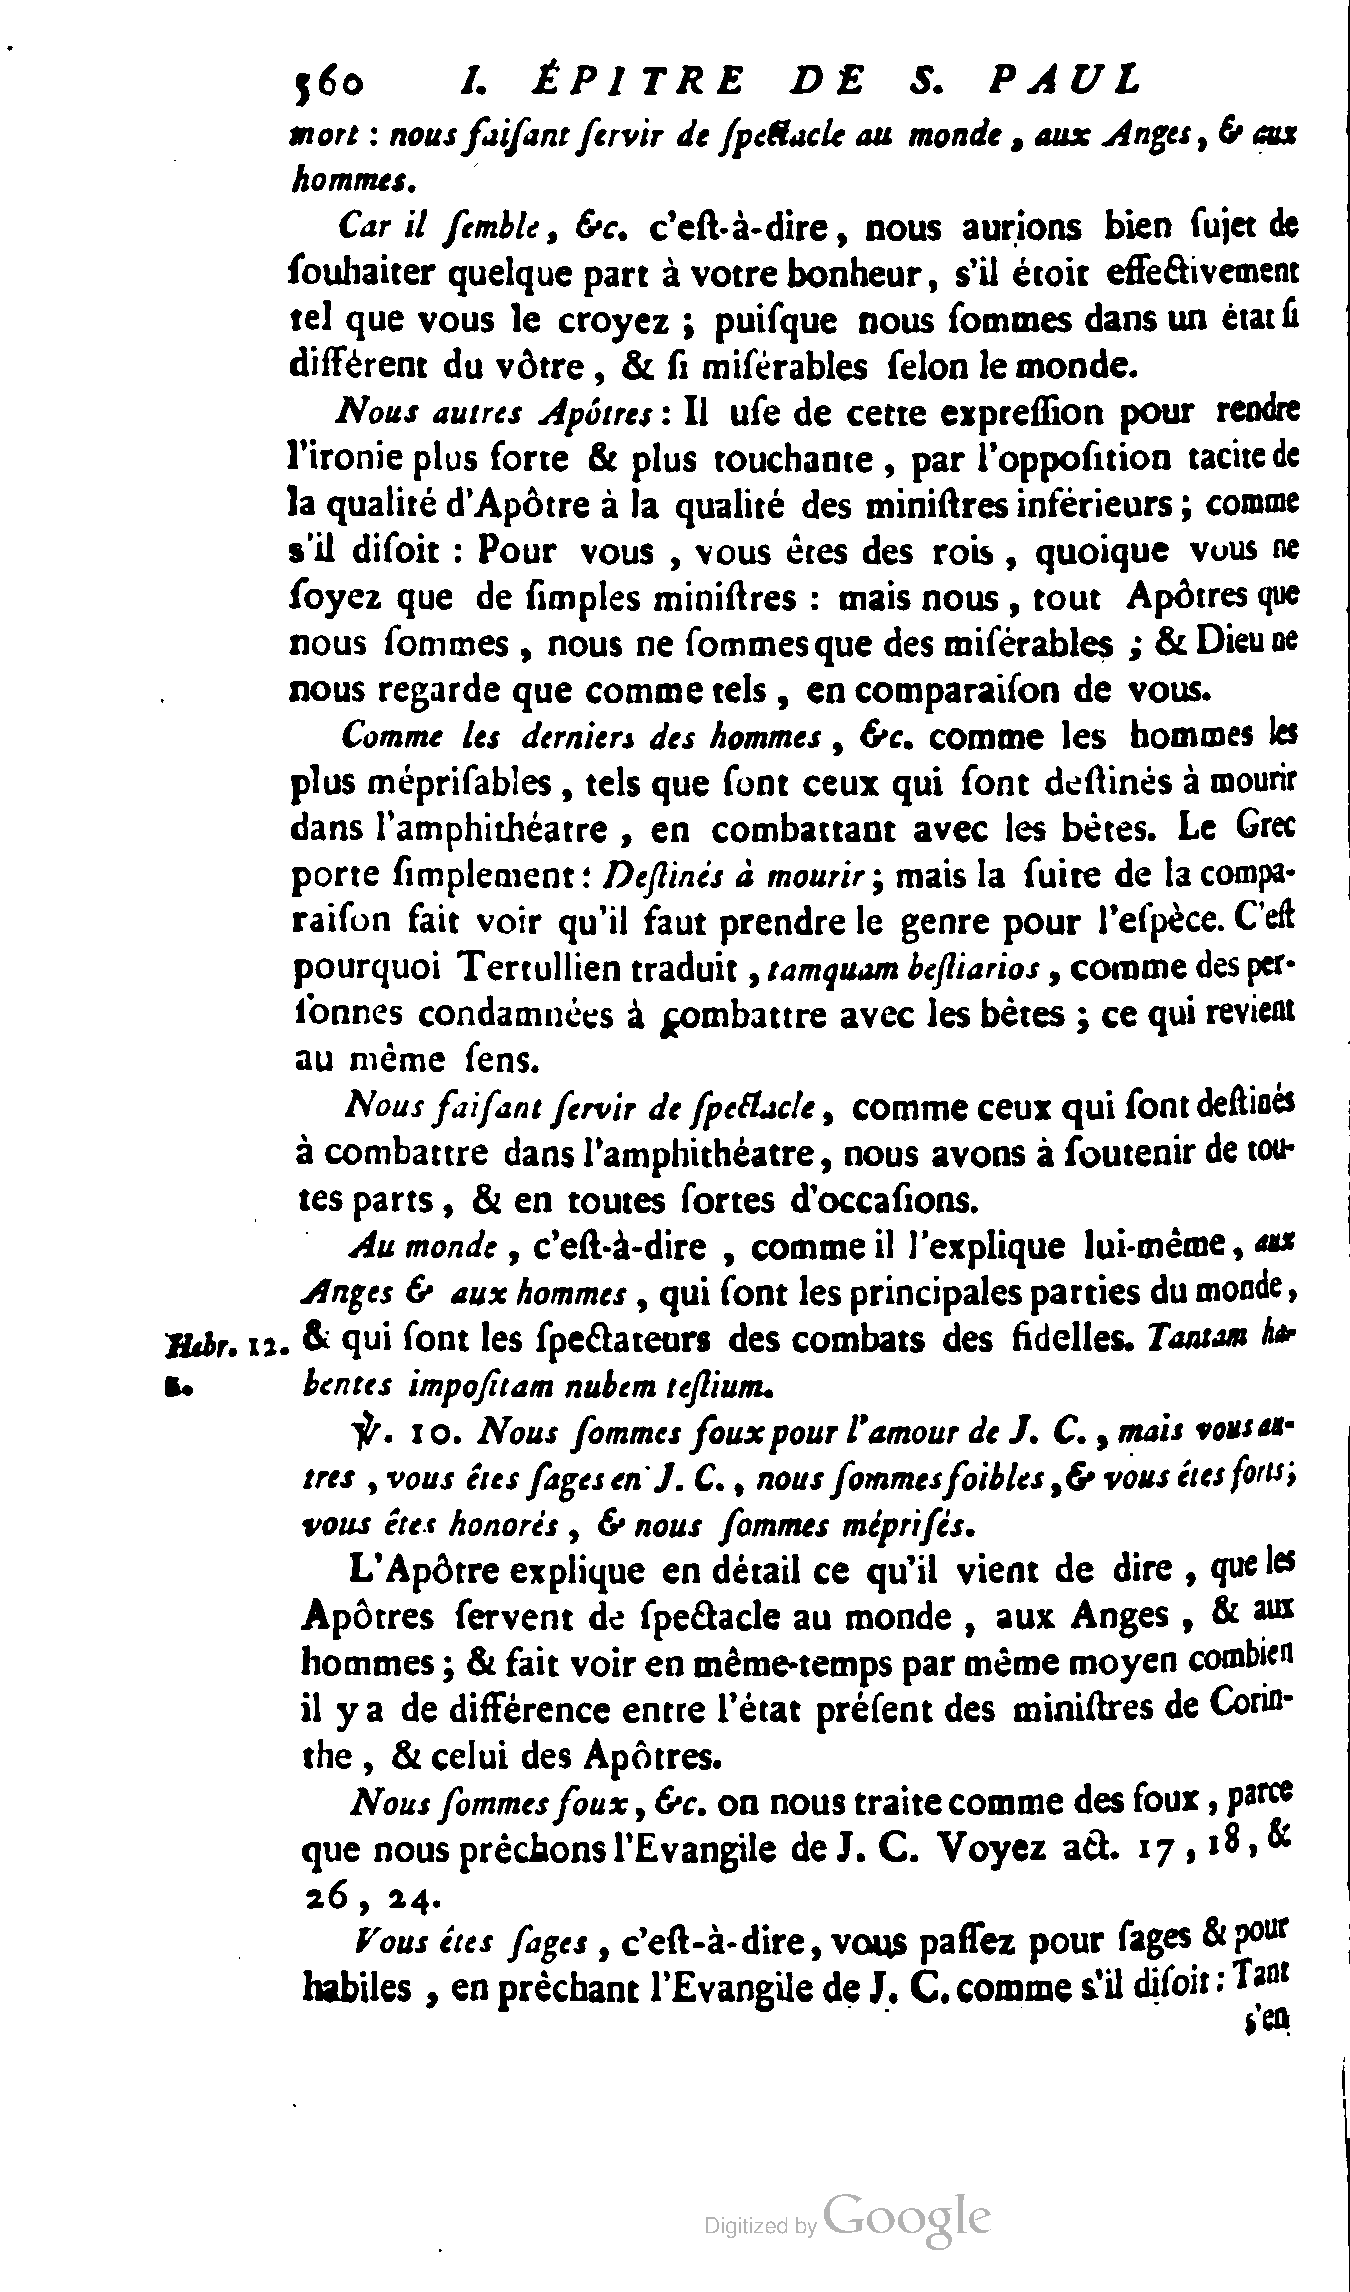 560 I. ÉPITRE DE S. PAUL
mort : nous faiſant ſervir de ſpectacle au monde, aux Anges, & aux
hommes.
Car il ſemble, &c. c'eſt-à-dire, nous aurions bien ſujet de
ſouhaiter quelque part à votre bonheur, s'il étoit effectivement
tel que vous le croyez ; puiſque nous ſommes dans un état ſi
différent du vôtre, & ſi miſérables ſelon le monde.
Nous autres Apôtres : Il uſe de cette expreſſion pour rendre
l'ironie plus forte & plus touchante, par l'oppoſition tacite de
la qualité d'Apôtre à la qualité des miniſtres inférieurs ; comme
s'il diſoit : Pour vous, vous êtes des rois, quoique vous ne
ſoyez que de ſimples miniſtres : mais nous, tout Apôtres que
nous ſommes, nous ne ſommes que des miſérables ; & Dieu ne
nous regarde que comme tels, en comparaiſon de vous.
Comme les derniers des hommes, &c. comme les hommes les
plus mépriſables, tels que ſont ceux qui ſont deſtinés à mourir
dans l'amphithéatre, en combattant avec les bêtes. Le Grec
porte ſimplement : Deſtinés à mourir ; mais la ſuite de la compa-
raiſon fait voir qu'il faut prendre le genre pour l'eſpèce. C'eſt
pourquoi Tertullien traduit, tamquam beſtiarios, comme des per-
ſonnes condamnées à combattre avec les bêtes ; ce qui revient
au même ſens.
Nous faiſant ſervir de ſpectacle, comme ceux qui ſont deſtinés
à combattre dans l'amphithéatre, nous avons à ſoutenir de tou-
tes parts, & en toutes ſortes d'occaſions.
Au monde, c'eſt-à-dire, comme il l'explique lui-même, aux
Anges & aux hommes, qui ſont les principales parties du monde,
Hebr. 12. & qui ſont les ſpectateurs des combats des fidelles. Tantam ha-
bentes impoſitam nubem teſtium.
℣. 10. Nous ſommes foux pour l'amour de J. C., mais vous au-
tres, vous êtes ſages en J. C., nous ſommes foibles, & vous êtes forts ;
vous êtes honorés, & nous ſommes mépriſés.
L'Apôtre explique en détail ce qu'il vient de dire, que les
Apôtres ſervent de ſpectacle au monde, aux Anges, & aux
hommes ; & fait voir en même-temps par même moyen combien
il y a de différence entre l'état préſent des miniſtres de Corin-
the, & celui des Apôtres.
Nous ſommes foux, &c. on nous traite comme des foux, parce
que nous prêchons l'Evangile de J. C. Voyez act. 17, 18, &
26, 24.
Vous êtes ſages, c'eſt-à-dire, vous paſſez pour ſages & pour
habiles, en prêchant l'Evangile de J. C. comme s'il diſoit : Tant
s'en
Digitized by Google